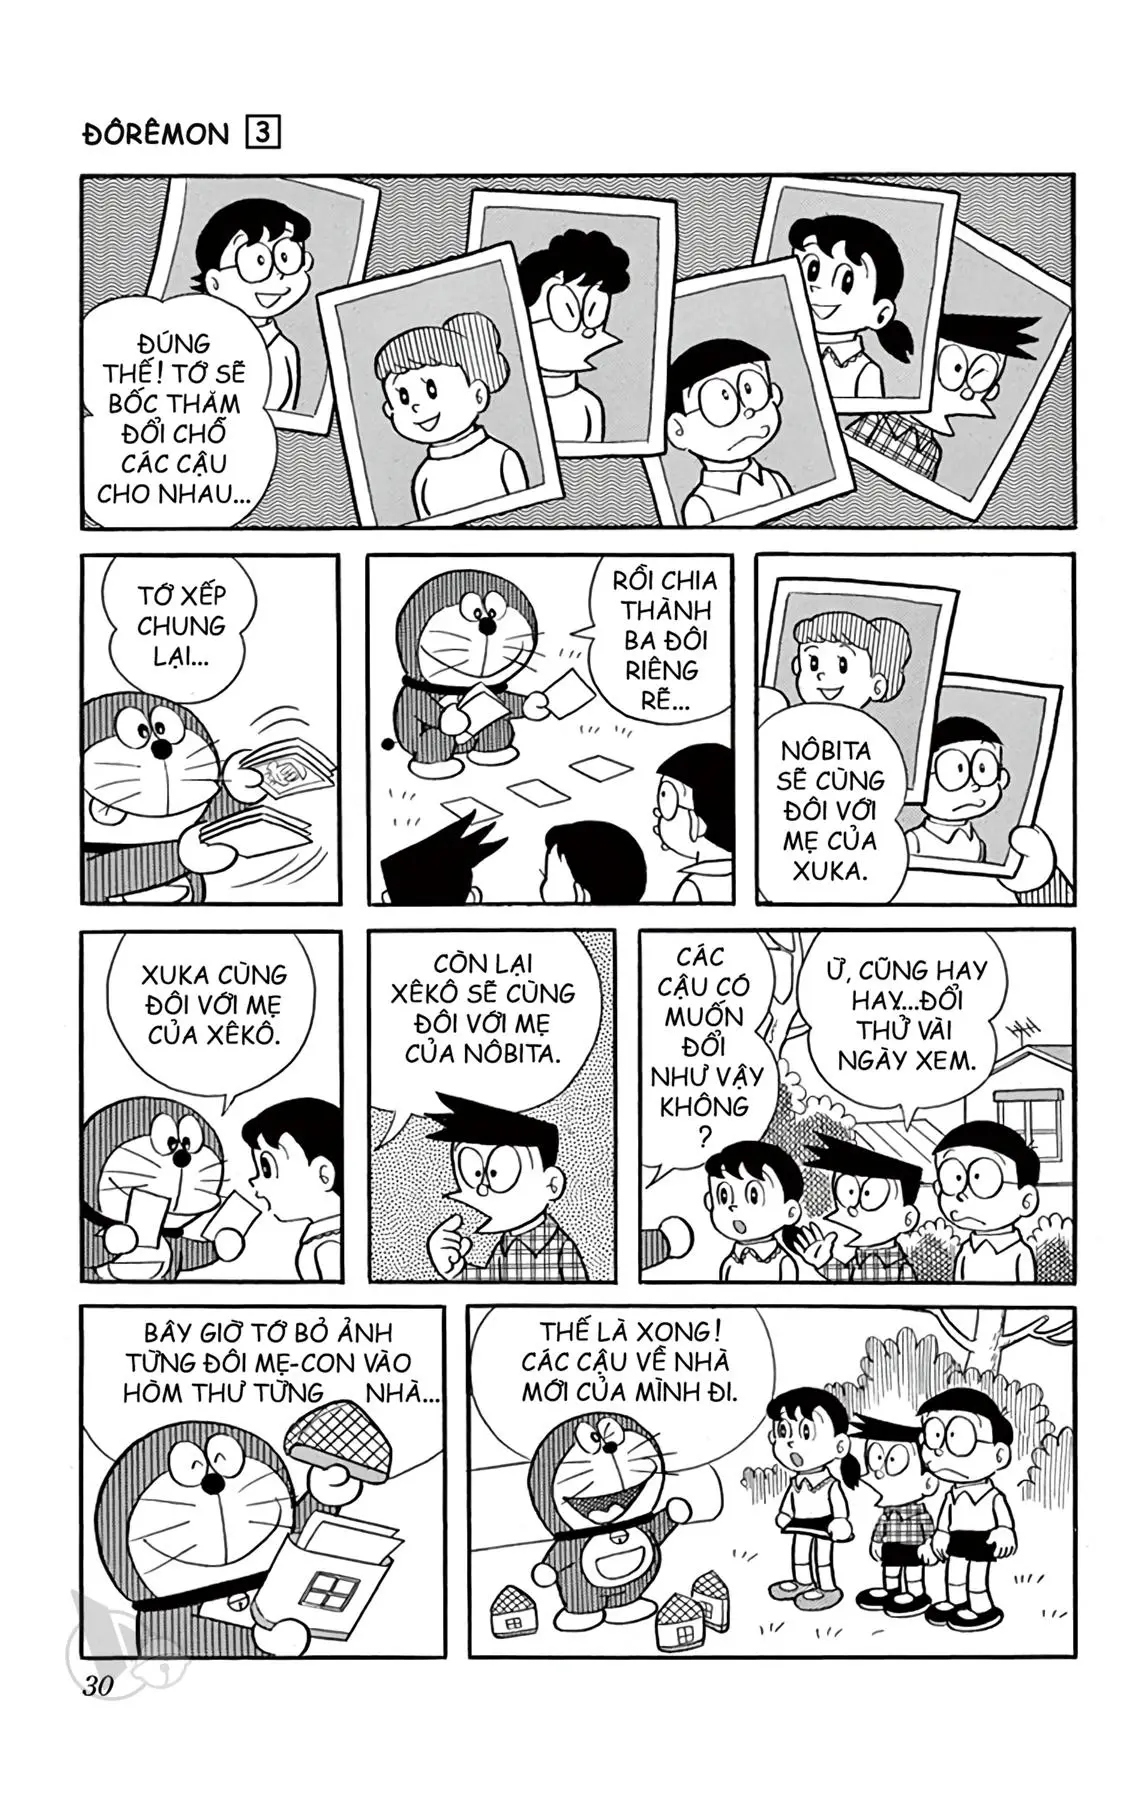 ĐÔRÊMON 3
ĐÚNG
THẾ! TỚ SẼ
BỐC THĂM
ĐỔI CHỖ
CÁC CẬU
CHO NHAU...
TỚ XẾP
CHUNG
LẠI...
RỒI CHIA
THÀNH
BA ĐÔI
RIÊNG
RẼ...
NÔBITA
SẼ CÙNG
ĐÔI VỚI
MẸ CỦA
XUKA.
XUKA CÙNG
ĐÔI VỚI MẸ
CỦA XÊKÔ.
CÒN LẠI
XÊKÔ SẼ CÙNG
ĐÔI VỚI MẸ
CỦA NÔBITA.
CÁC
CẬU CÓ
MUỐN
ĐỔI
NHƯ VẬY
KHÔNG
?
Ừ, CŨNG HAY
HAY...ĐỔI
THỬ VÀI
NGÀY XEM.
BÂY GIỜ TỚ BỎ ẢNH
TỪNG ĐÔI MẸ-CON VÀO
HÒM THƯ TỪNG NHÀ...
THẾ LÀ XONG!
CÁC CẬU VỀ NHÀ
MỚI CỦA MÌNH ĐI.
30